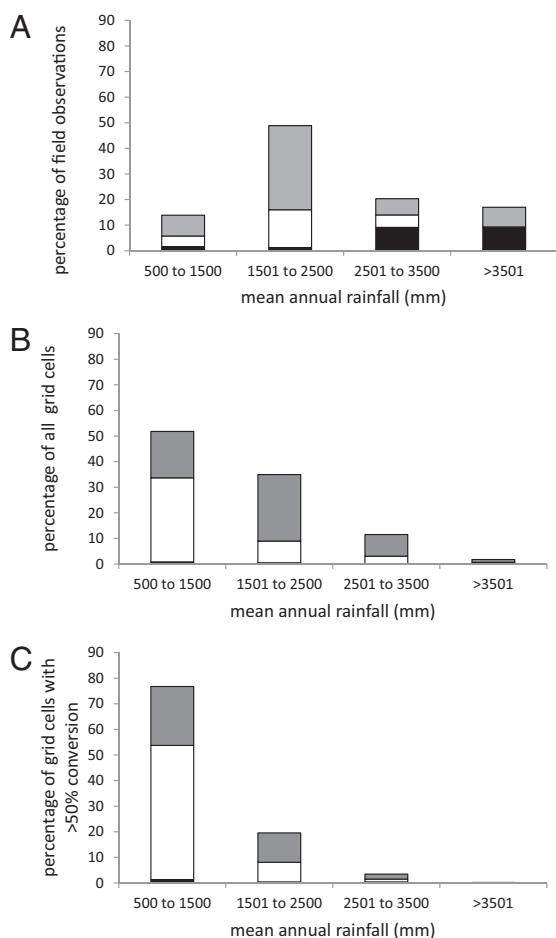 A
percentage of field observations
90
80
70
60
50
40
30
20
10
0
500 to 1500 1501 to 2500 2501 to 3500 >3501
mean annual rainfall (mm)
B
percentage of all grid cells
90
80
70
60
50
40
30
20
10
0
500 to 1500 1501 to 2500 2501 to 3500 >3501
mean annual rainfall (mm)
C
percentage of grid cells with
>50% conversion
90
80
70
60
50
40
30
20
10
0
500 to 1500 1501 to 2500 2501 to 3500 >3501
mean annual rainfall (mm)